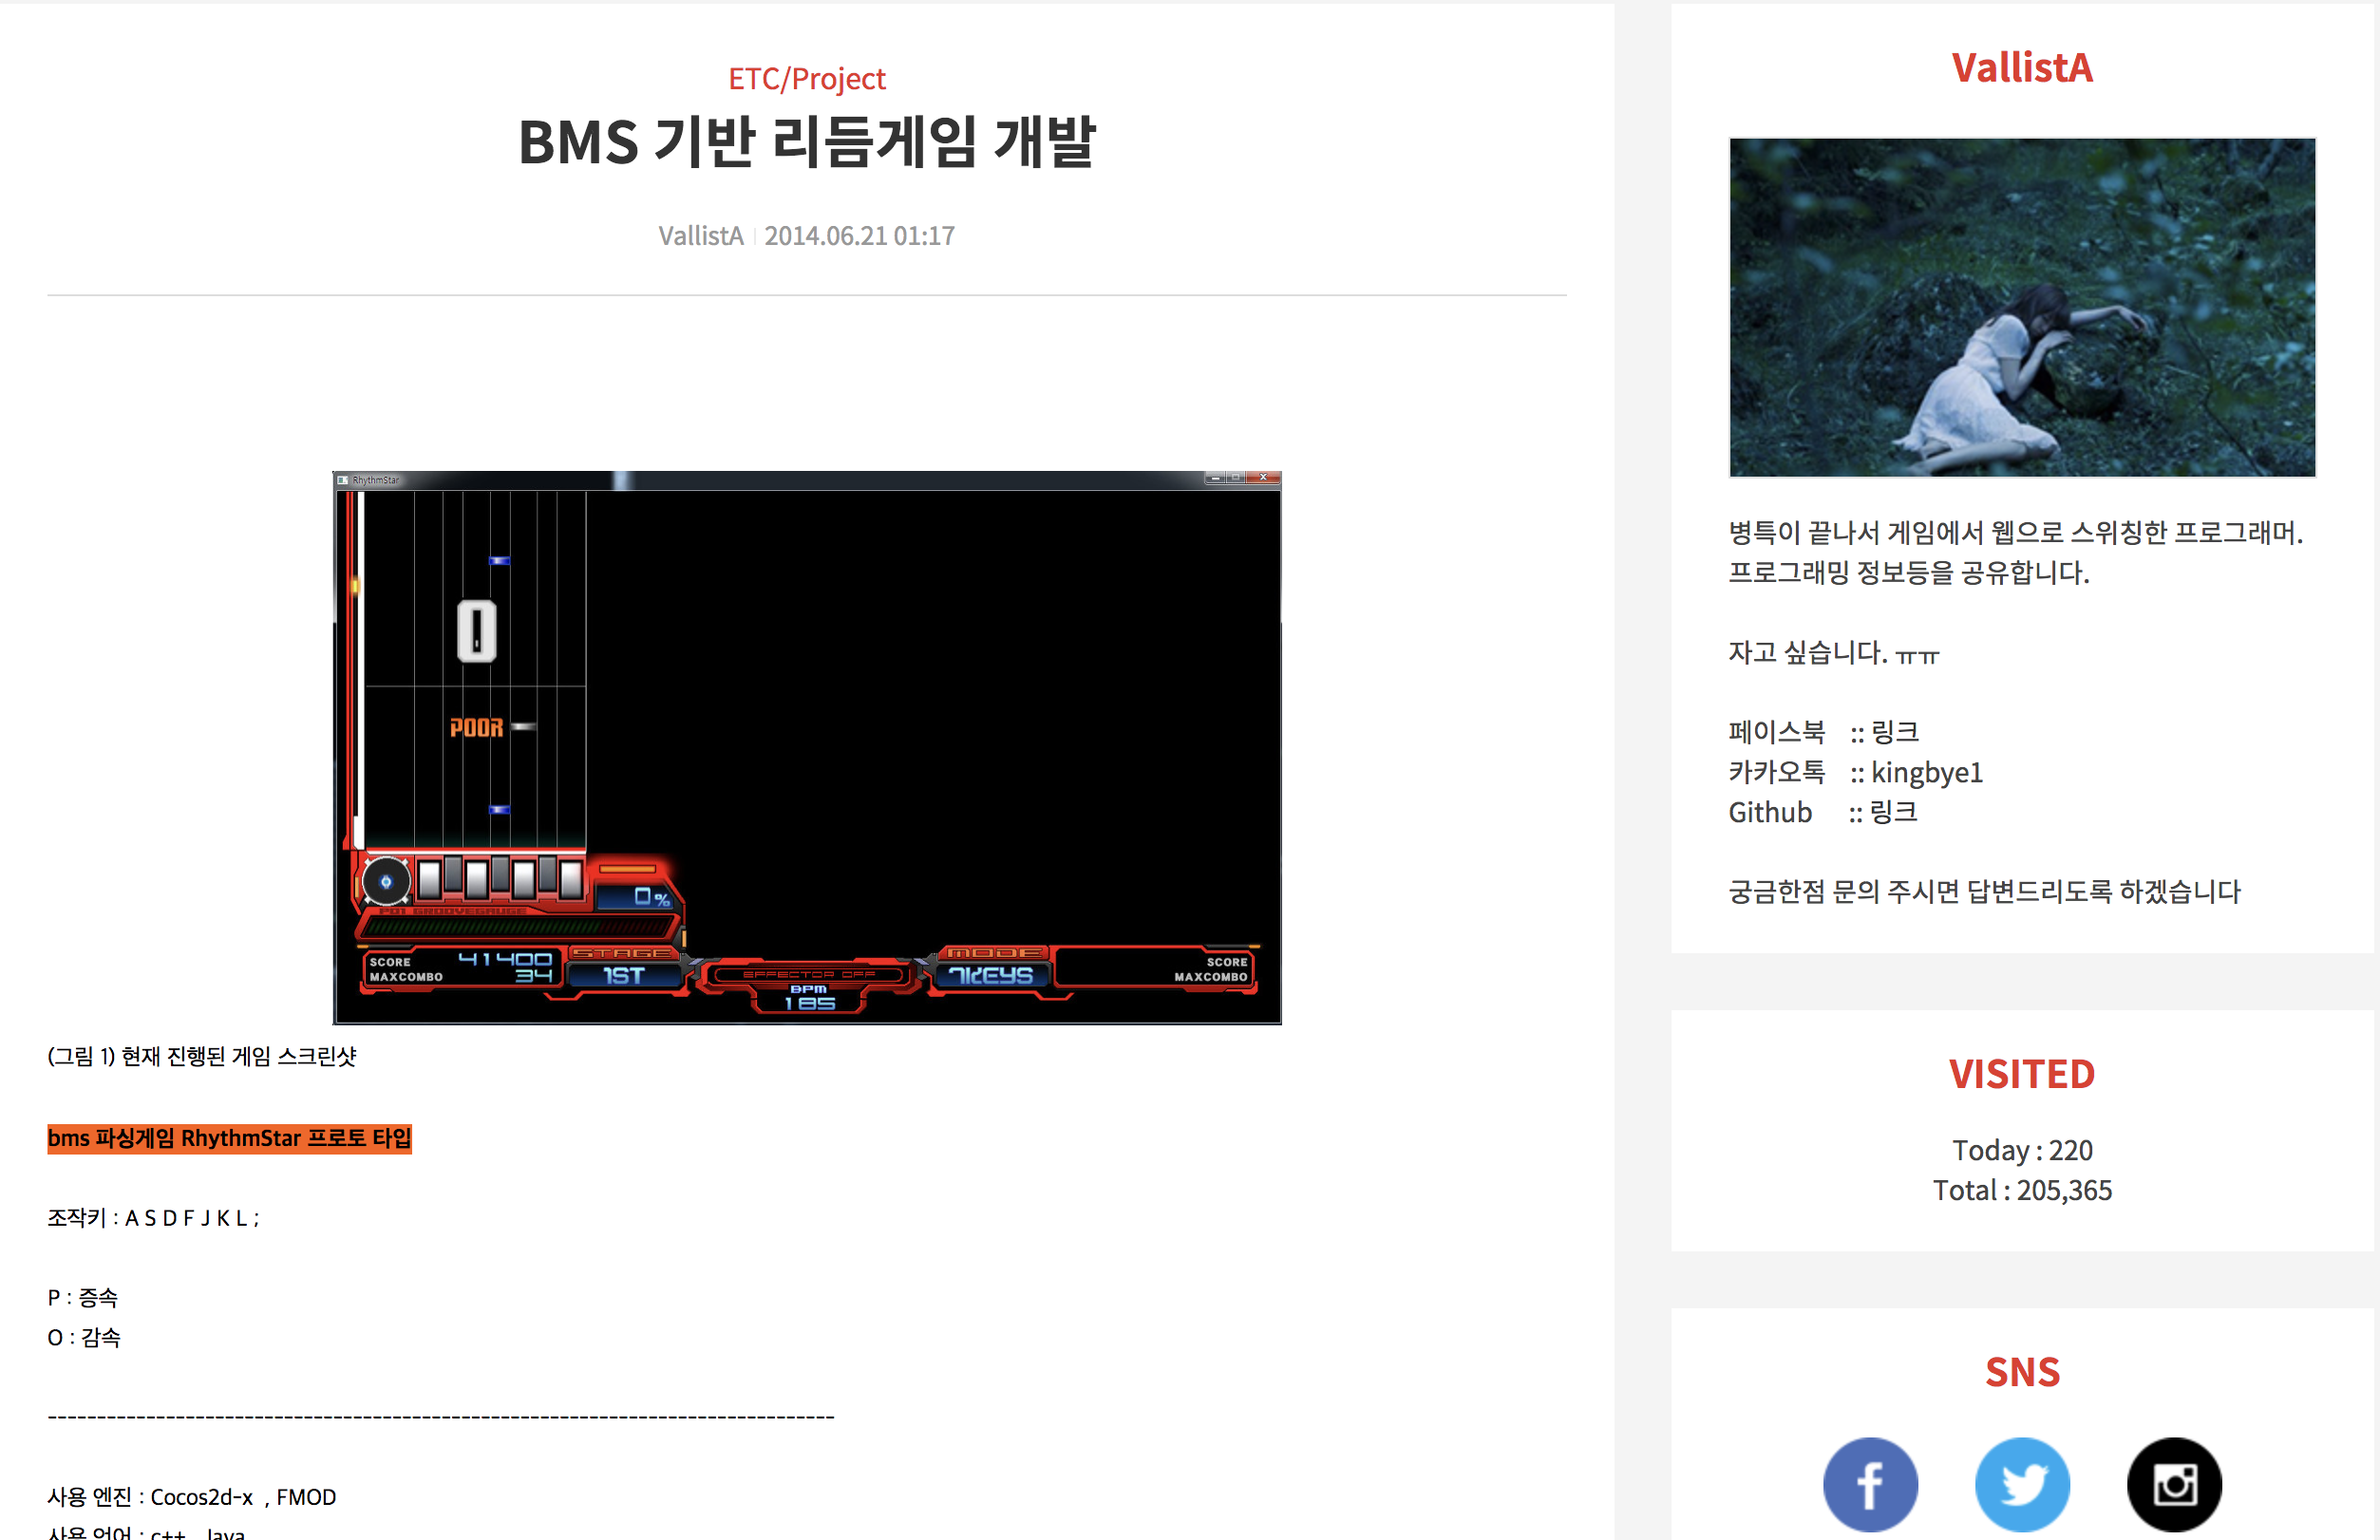 ETC/Project
BMS 기반 리듬게임 개발
VallistA | 2014.06.21 01:17
RhythmStar
0
POOR
0%
P01 GROOVEGAUGE
SCORE 41400
MAXCOMBO 34
STAGE
1ST
EFFECTOR OFF
BPM
185
MODE
7KEYS
SCORE
MAXCOMBO
(그림 1) 현재 진행된 게임 스크린샷
bms 파싱게임 RhythmStar 프로토 타입
조작키 : A S D F J K L ;
P : 증속
O : 감속
--------------------------------------------------------------------------------
사용 엔진 : Cocos2d-x , FMOD
사용 언어 : c++ , Java
VallistA
병특이 끝나서 게임에서 웹으로 스위칭한 프로그래머.
프로그래밍 정보등을 공유합니다.
자고 싶습니다. ㅠㅠ
페이스북 :: 링크
카카오톡 :: kingbye1
Github :: 링크
궁금한점 문의 주시면 답변드리도록 하겠습니다
VISITED
Today : 220
Total : 205,365
SNS